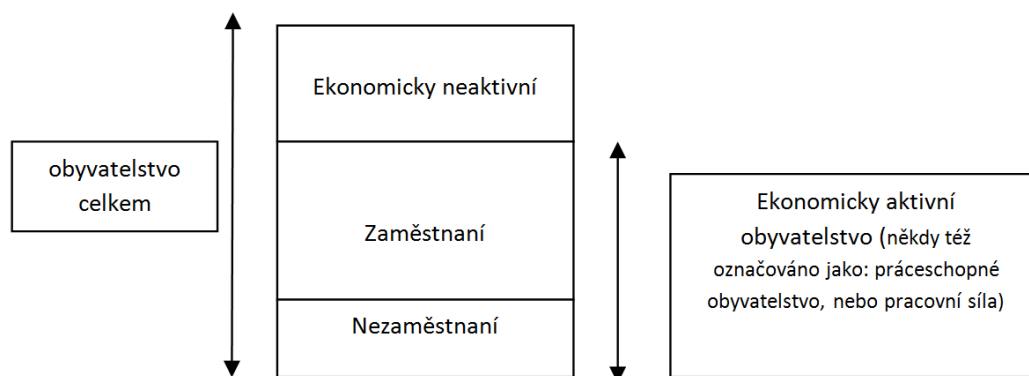 Ekonomicky neaktivní
obyvatelstvo
celkem
Zaměstnaní
Nezaměstnaní
Ekonomicky aktivní
obyvatelstvo (někdy též
označováno jako: práceschopné
obyvatelstvo, nebo pracovní síla)